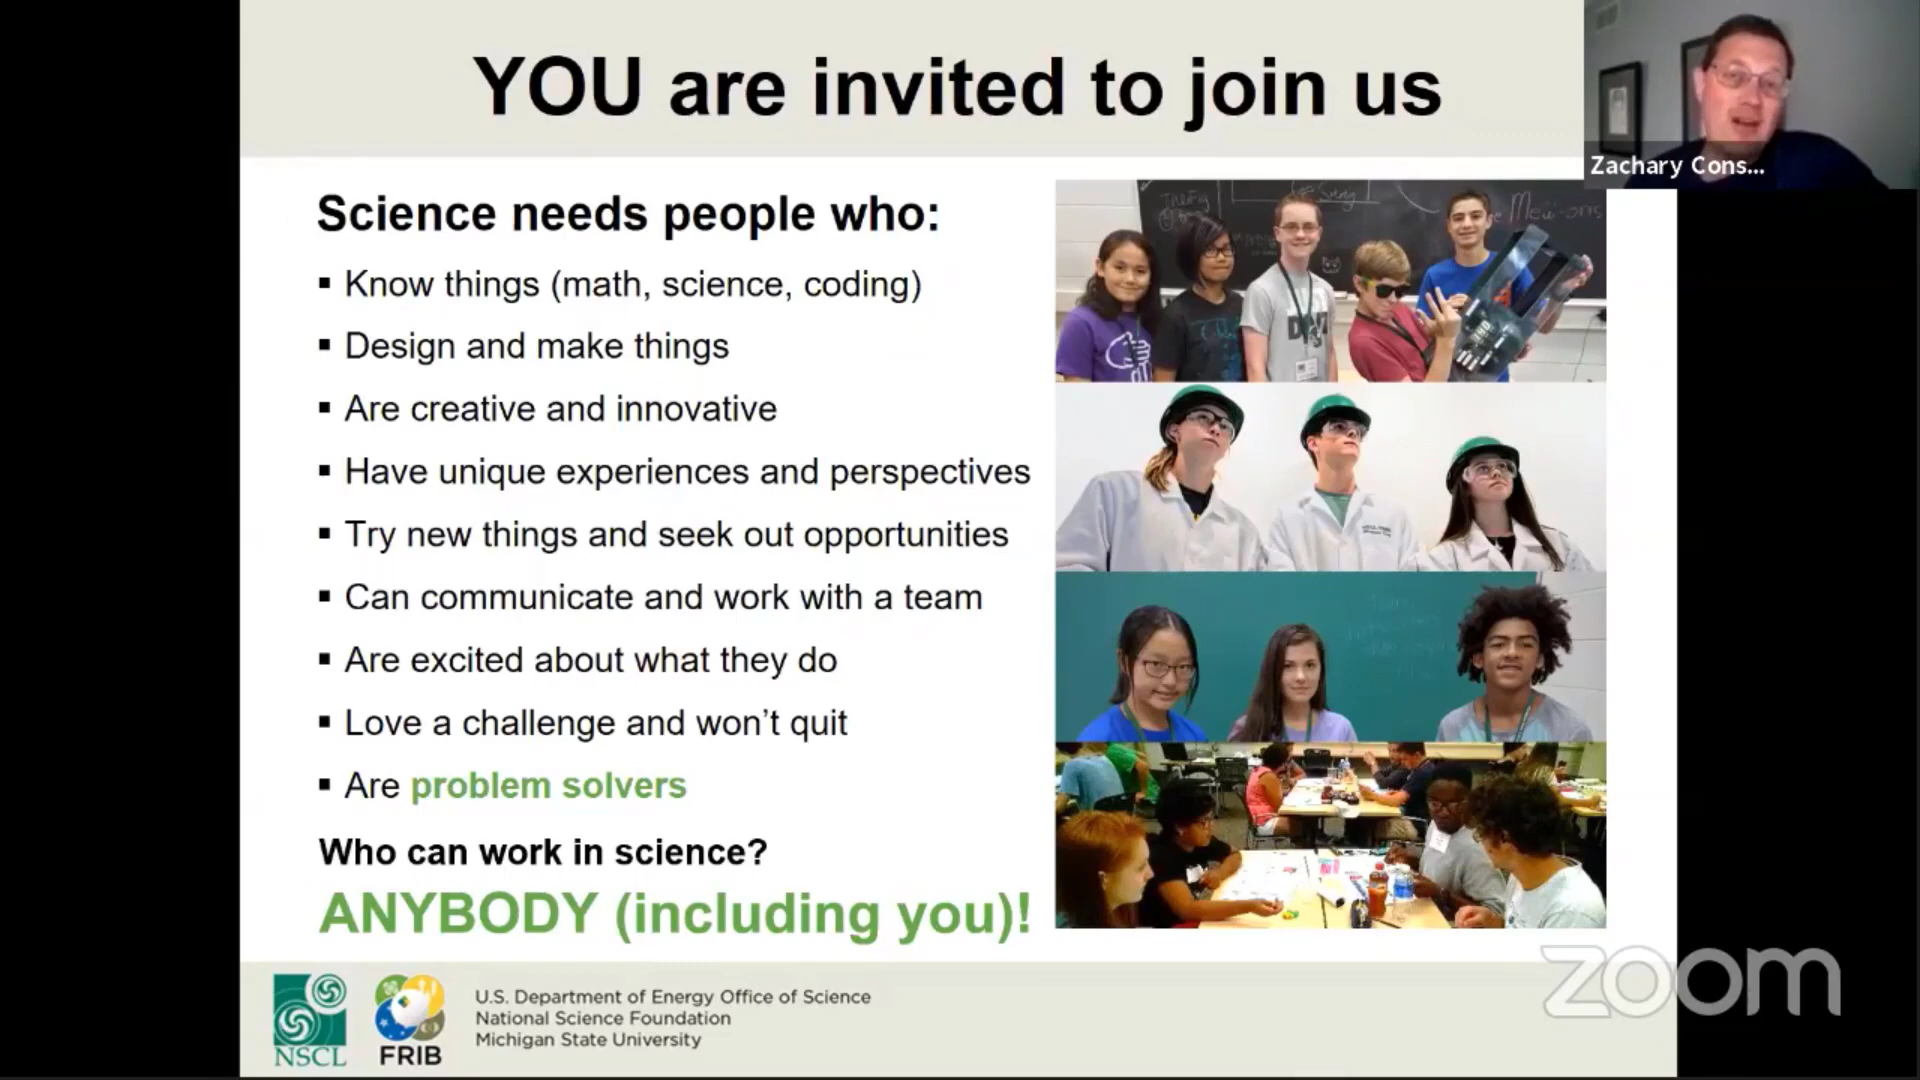 YOU are invited to join us
Zachary Cons...
Science needs people who:
▪ Know things (math, science, coding)
▪ Design and make things
▪ Are creative and innovative
▪ Have unique experiences and perspectives
▪ Try new things and seek out opportunities
▪ Can communicate and work with a team
▪ Are excited about what they do
▪ Love a challenge and won't quit
▪ Are problem solvers
Who can work in science?
ANYBODY (including you)!
NSCL
FRIB
U.S. Department of Energy Office of Science
National Science Foundation
Michigan State University
zoom